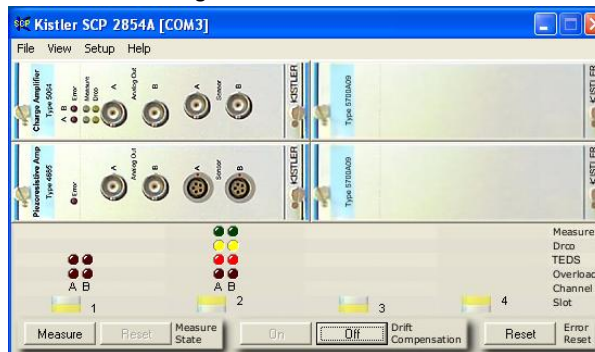 Kistler SCP 2854A [COM3]
File View Setup Help
Charge Amplifier
Type 5064
A B
Error
Measure
Drco
A
Analog Out
B
A
Sensor
B
KISTLER
Type 5700A09
KISTLER
Piezoresistive Amp
Type 4665
Error
A
Analog Out
B
A
Sensor
B
KISTLER
Type 5700A09
KISTLER
Measure
Drco
TEDS
Overload
A B A B Channel
1 2 3 4 Slot
Measure Reset Measure State On Off Drift Compensation Reset Error Reset